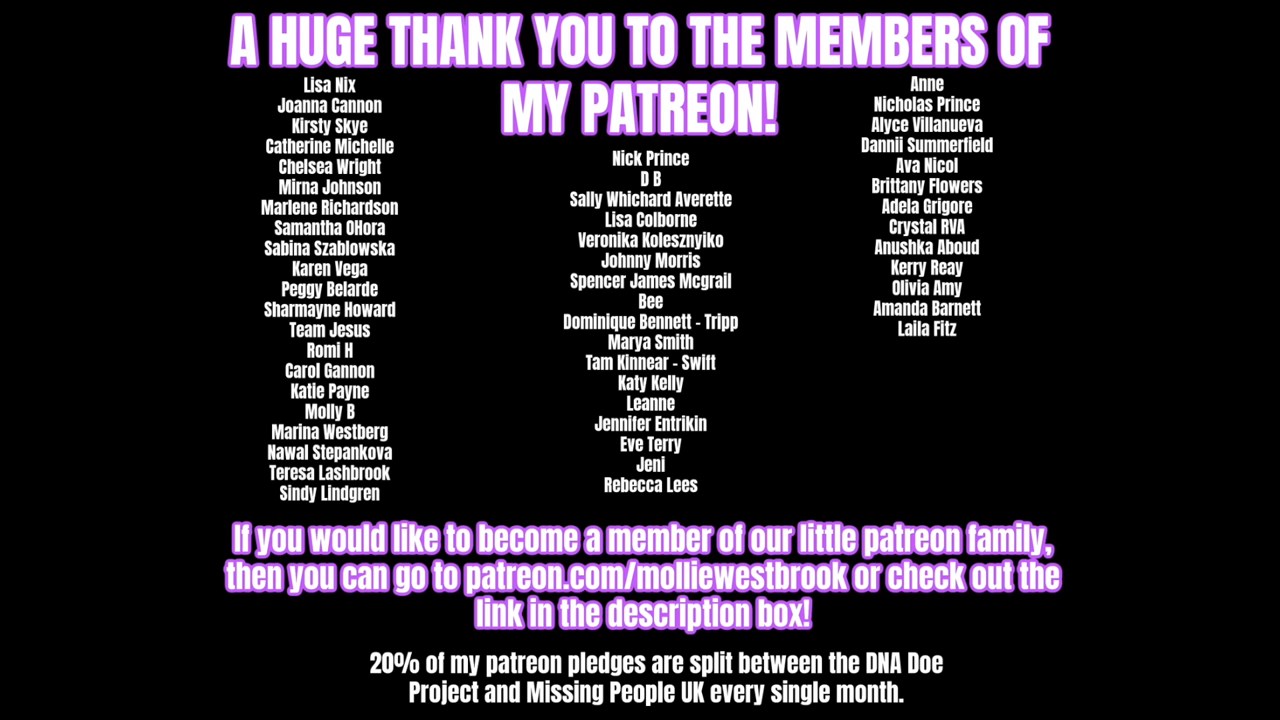 A HUGE THANK YOU TO THE MEMBERS OF
MY PATREON!
Lisa Nix
Joanna Cannon
Kirsty Skye
Catherine Michelle
Chelsea Wright
Mirna Johnson
Marlene Richardson
Samantha OHora
Sabina Szablowska
Karen Vega
Peggy Belarde
Sharmayne Howard
Team Jesus
Romi H
Carol Gannon
Katie Payne
Molly B
Marina Westberg
Nawal Stepankova
Teresa Lashbrook
Sindy Lindgren
Nick Prince
D B
Sally Whichard Averette
Lisa Colborne
Veronika Kolesznyiko
Johnny Morris
Spencer James Mcgrail
Bee
Dominique Bennett - Tripp
Marya Smith
Tam Kinnear - Swift
Katy Kelly
Leanne
Jennifer Entrikin
Eve Terry
Jeni
Rebecca Lees
Anne
Nicholas Prince
Alyce Villanueva
Dannii Summerfield
Ava Nicol
Brittany Flowers
Adela Grigore
Crystal RVA
Anushka Aboud
Kerry Reay
Olivia Amy
Amanda Barnett
Laila Fitz
If you would like to become a member of our little patreon family,
then you can go to patreon.com/molliewestbrook or check out the
link in the description box!
20% of my patreon pledges are split between the DNA Doe
Project and Missing People UK every single month.